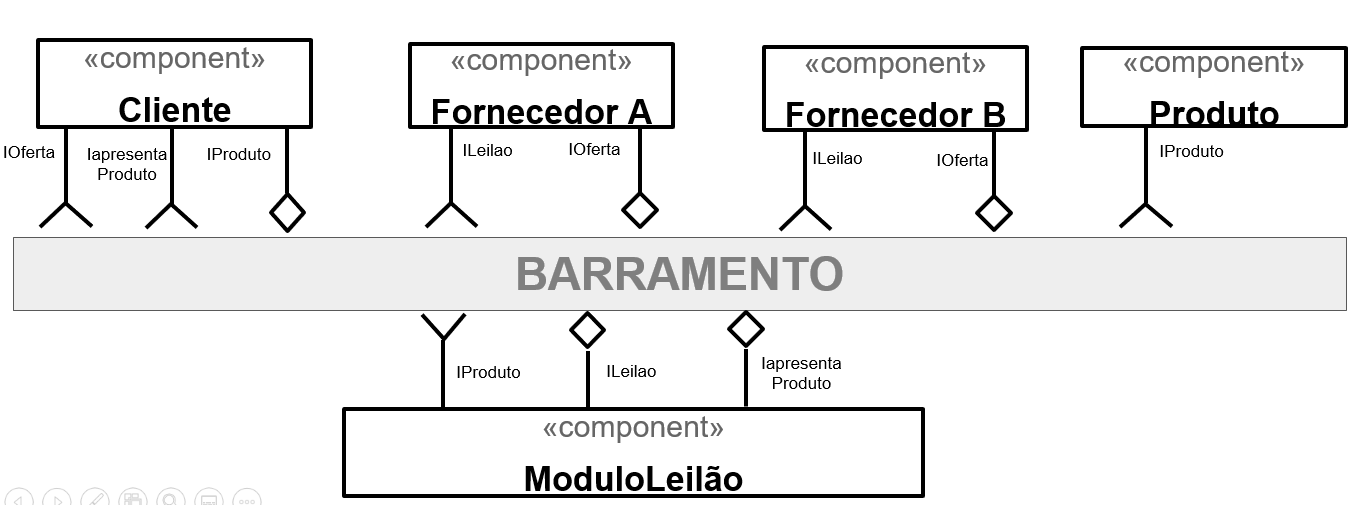 «component»
Cliente
«component»
Fornecedor A
«component»
Fornecedor B
«component»
Produto
IOferta
Iapresenta
Produto
IProduto
ILeilao
IOferta
ILeilao
IOferta
IProduto
BARRAMENTO
IProduto
ILeilao
Iapresenta
Produto
«component»
ModuloLeilão